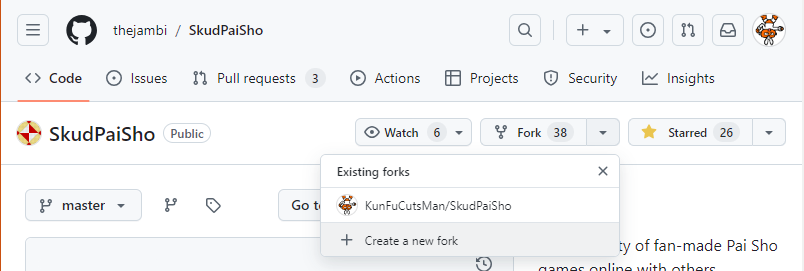 thejambi / SkudPaiSho
Code Issues Pull requests 3 Actions Projects Security Insights
SkudPaiSho Public Watch 6 Fork 38 Starred 26
Existing forks
KunFuCutsMan/SkudPaiSho
master Go to
Create a new fork
of fan-made Pai Sho
games online with others